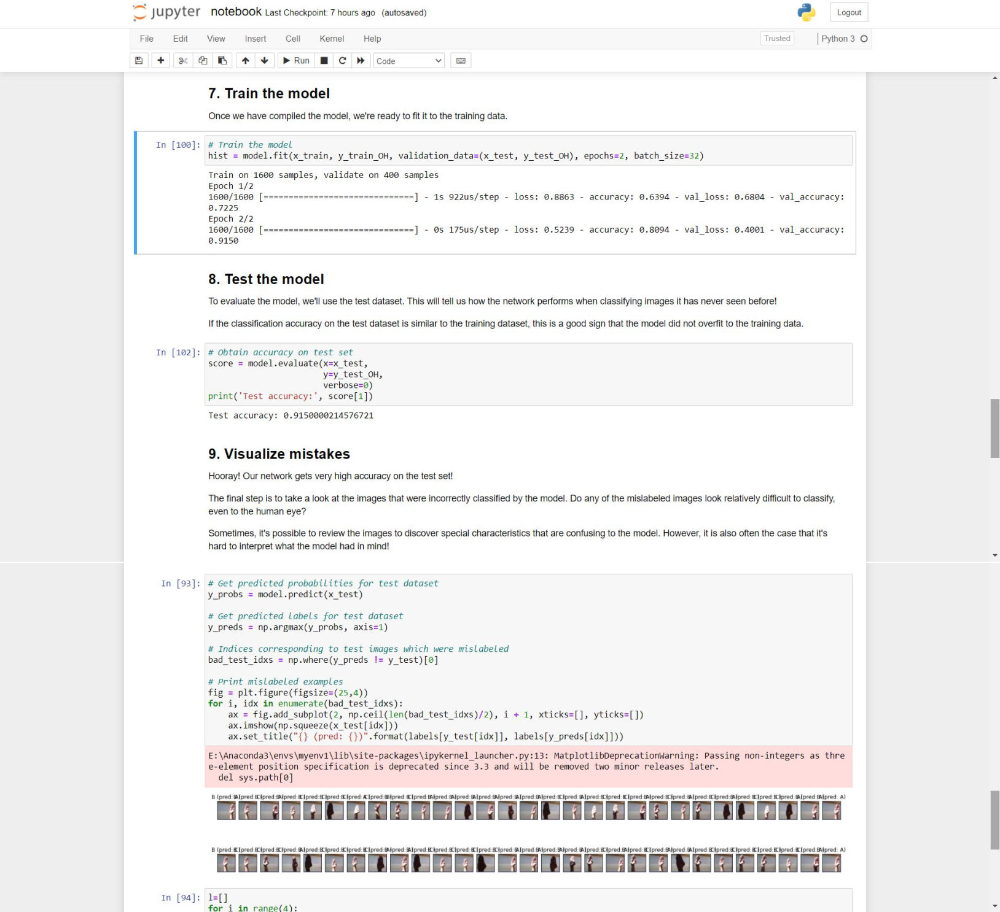 jupyter notebook Last Checkpoint: 7 hours ago (autosaved)
Logout
File Edit View Insert Cell Kernel Help
Trusted
Python 3
Run
Code
7. Train the model
Once we have compiled the model, we're ready to fit it to the training data.
In [100]:
# Train the model
hist = model.fit(x_train, y_train_OH, validation_data=(x_test, y_test_OH), epochs=2, batch_size=32)
Train on 1600 samples, validate on 400 samples
Epoch 1/2
1600/1600 [==============================] - 1s 922us/step - loss: 0.8863 - accuracy: 0.6394 - val_loss: 0.6804 - val_accuracy:
0.7225
Epoch 2/2
1600/1600 [==============================] - 0s 175us/step - loss: 0.5239 - accuracy: 0.8094 - val_loss: 0.4001 - val_accuracy:
0.9150
8. Test the model
To evaluate the model, we'll use the test dataset. This will tell us how the network performs when classifying images it has never seen before!
If the classification accuracy on the test dataset is similar to the training dataset, this is a good sign that the model did not overfit to the training data.
In [102]:
# Obtain accuracy on test set
score = model.evaluate(x=x_test,
y=y_test_OH,
verbose=0)
print('Test accuracy:', score[1])
Test accuracy: 0.9150000214576721
9. Visualize mistakes
Hooray! Our network gets very high accuracy on the test set!
The final step is to take a look at the images that were incorrectly classified by the model. Do any of the mislabeled images look relatively difficult to classify,
even to the human eye?
Sometimes, it's possible to review the images to discover special characteristics that are confusing to the model. However, it is also often the case that it's
hard to interpret what the model had in mind!
In [93]:
# Get predicted probabilities for test dataset
y_probs = model.predict(x_test)
# Get predicted labels for test dataset
y_preds = np.argmax(y_probs, axis=1)
# Indices corresponding to test images which were mislabeled
bad_test_idxs = np.where(y_preds != y_test)[0]
# Print mislabeled examples
fig = plt.figure(figsize=(25,4))
for i, idx in enumerate(bad_test_idxs):
ax = fig.add_subplot(2, np.ceil(len(bad_test_idxs)/2), i + 1, xticks=[], yticks=[])
ax.imshow(np.squeeze(x_test[idx]))
ax.set_title("{} (pred: {})".format(labels[y_test[idx]], labels[y_preds[idx]]))
E:\Anaconda3\envs\myenv1\lib\site-packages\ipykernel_launcher.py:13: MatplotlibDeprecationWarning: Passing non-integers as thre
e-element position specification is deprecated since 3.3 and will be removed two minor releases later.
del sys.path[0]
In [94]:
l=[]
for i in range(4):